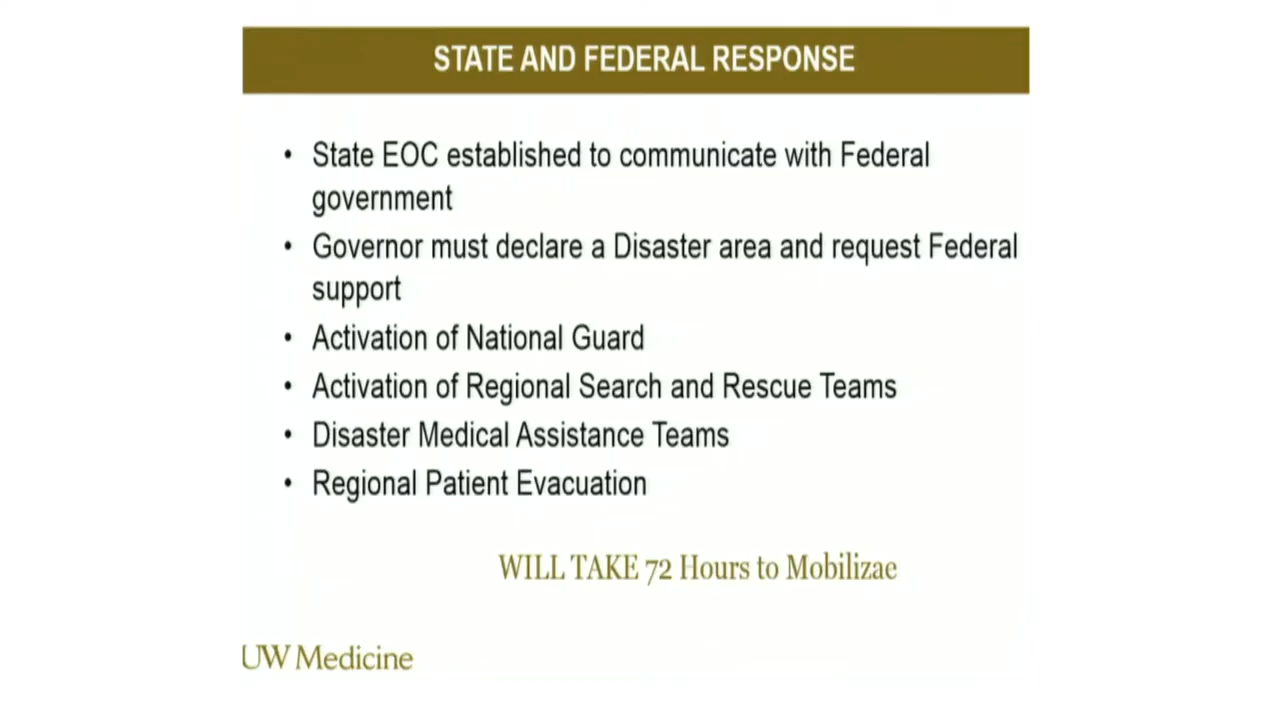 STATE AND FEDERAL RESPONSE
• State EOC established to communicate with Federal
government
• Governor must declare a Disaster area and request Federal
support
• Activation of National Guard
• Activation of Regional Search and Rescue Teams
• Disaster Medical Assistance Teams
• Regional Patient Evacuation
WILL TAKE 72 Hours to Mobilizae
UW Medicine